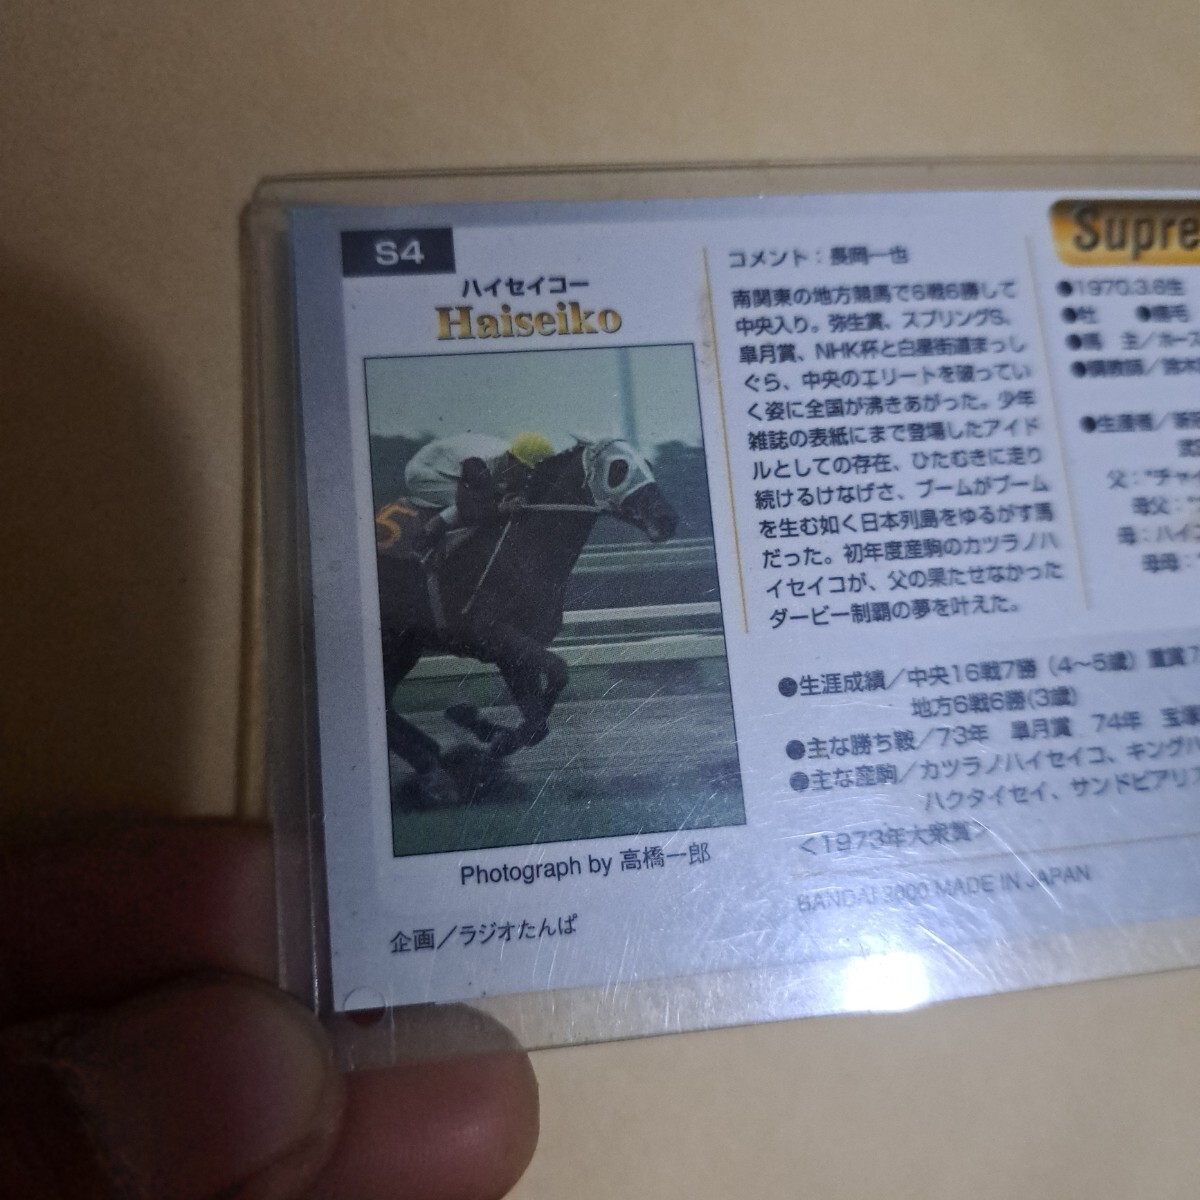 S4
ハイセイコー
Haiseiko
Photograph by 高橋一郎
企画／ラジオたんぱ
コメント：長岡一也
南関東の地方競馬で6戦6勝して
中央入り。弥生賞、スプリングS、
皐月賞、NHK杯と白星街道まっし
ぐら、中央のエリートを破ってい
く姿に全国が沸きあがった。少年
雑誌の表紙にまで登場したアイド
ルとしての存在、ひたむきに走り
続けるけなげさ、ブームがブーム
を生む如く日本列島をゆるがす馬
だった。初年度産駒のカツラノハ
イセイコが、父の果たせなかった
ダービー制覇の夢を叶えた。
Supre
●1970.3.6生
●牡 ●鹿毛
●馬 主／ホース
●調教師／鈴木
●生産者／
父："チャイ
母父：
母：ハイユ
母母：
●生涯成績／中央16戦7勝（4〜5歳）重賞7
地方6戦6勝(3歳)
●主な勝ち鞍／73年 皐月賞 74年 宝塚
●主な産駒／カツラノハイセイコ、キングハ
ハクタイセイ、サンドピアリス
＜1973年大衆賞＞
BANDAI 2000 MADE IN JAPAN